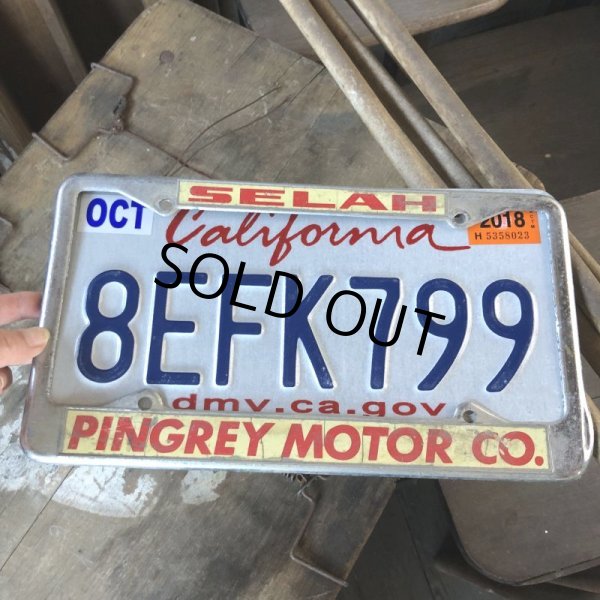 SELAH
OCT
California
2018
H 5358023
8EFK799
SOLD OUT
dmv.ca.gov
PINGREY MOTOR CO.